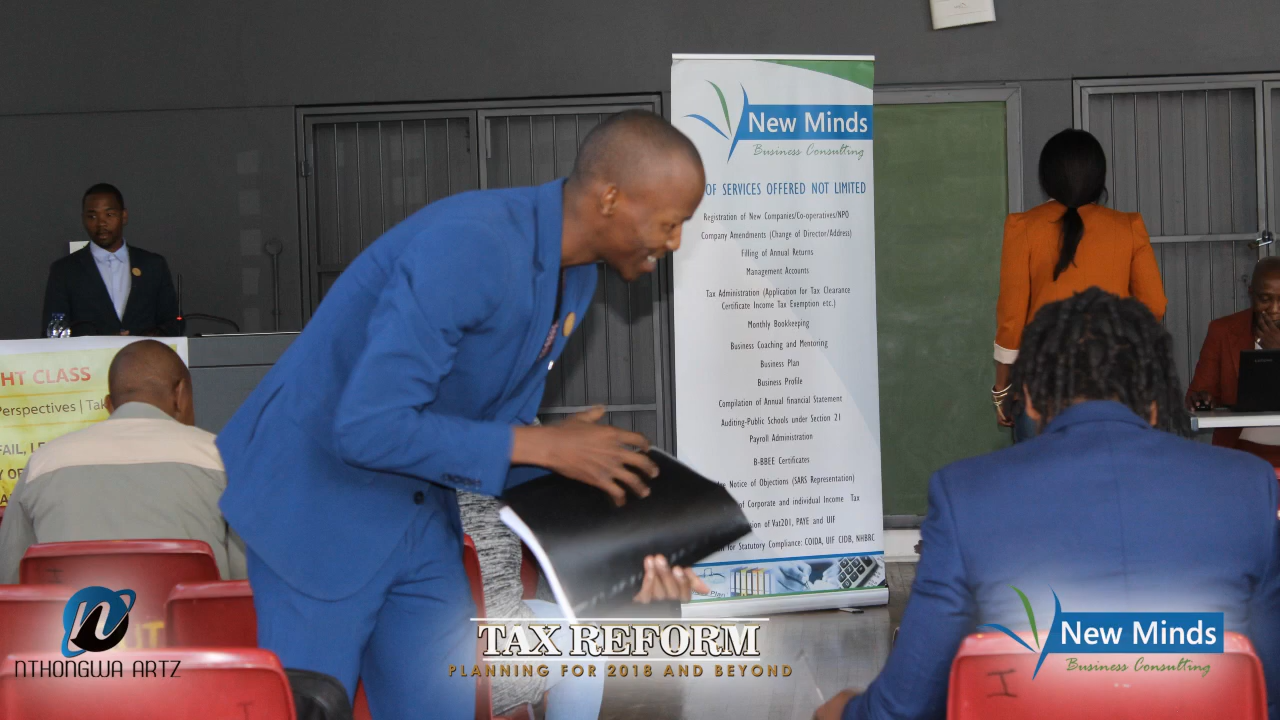 New Minds
Business Consulting
OF SERVICES OFFERED NOT LIMITED
Registration of New Companies/Co-operatives/NPO
Company Amendments (Change of Director/Address)
Filling of Annual Returns
Management Accounts
Tax Administration (Application for Tax Clearance
Certificate Income Tax Exemption etc.)
Monthly Bookkeeping
Business Coaching and Mentoring
Business Plan
Business Profile
Compilation of Annual financial Statement
Auditing-Public Schools under Section 21
Payroll Administration
B-BBEE Certificates
Notice of Objections (SARS Representation)
of Corporate and individual Income Tax
of Vat201, PAYE and UIF
for Statutory Compliance: COIDA, UIF CIDB, NHBRC
Plan
HT CLASS
Perspectives |
FAIL,
NTHONGWA ARTZ
TAX REFORM
PLANNING FOR 2018 AND BEYOND
New Minds
Business Consulting